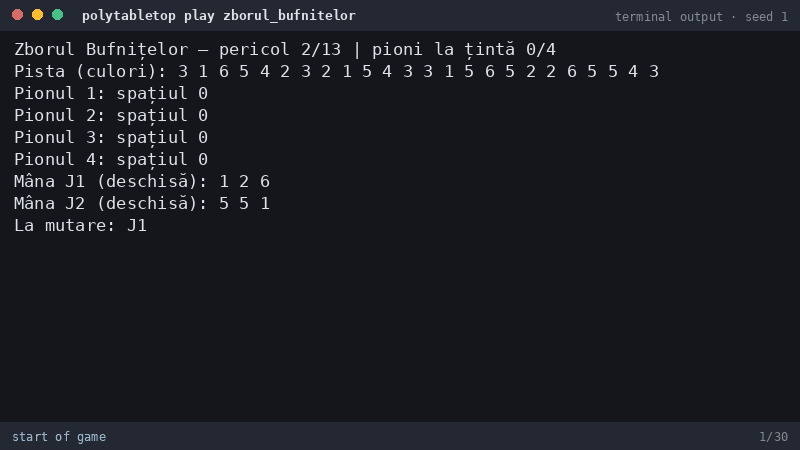 polytabletop play zborul_bufnitelor
terminal output · seed 1
Zborul Bufnițelor — pericol 2/13 | pioni la țintă 0/4
Pista (culori): 3 1 6 5 4 2 3 2 1 5 4 3 3 1 5 6 5 2 2 6 5 5 4 3
Pionul 1: spațiul 0
Pionul 2: spațiul 0
Pionul 3: spațiul 0
Pionul 4: spațiul 0
Mâna J1 (deschisă): 1 2 6
Mâna J2 (deschisă): 5 5 1
La mutare: J1
start of game
1/30